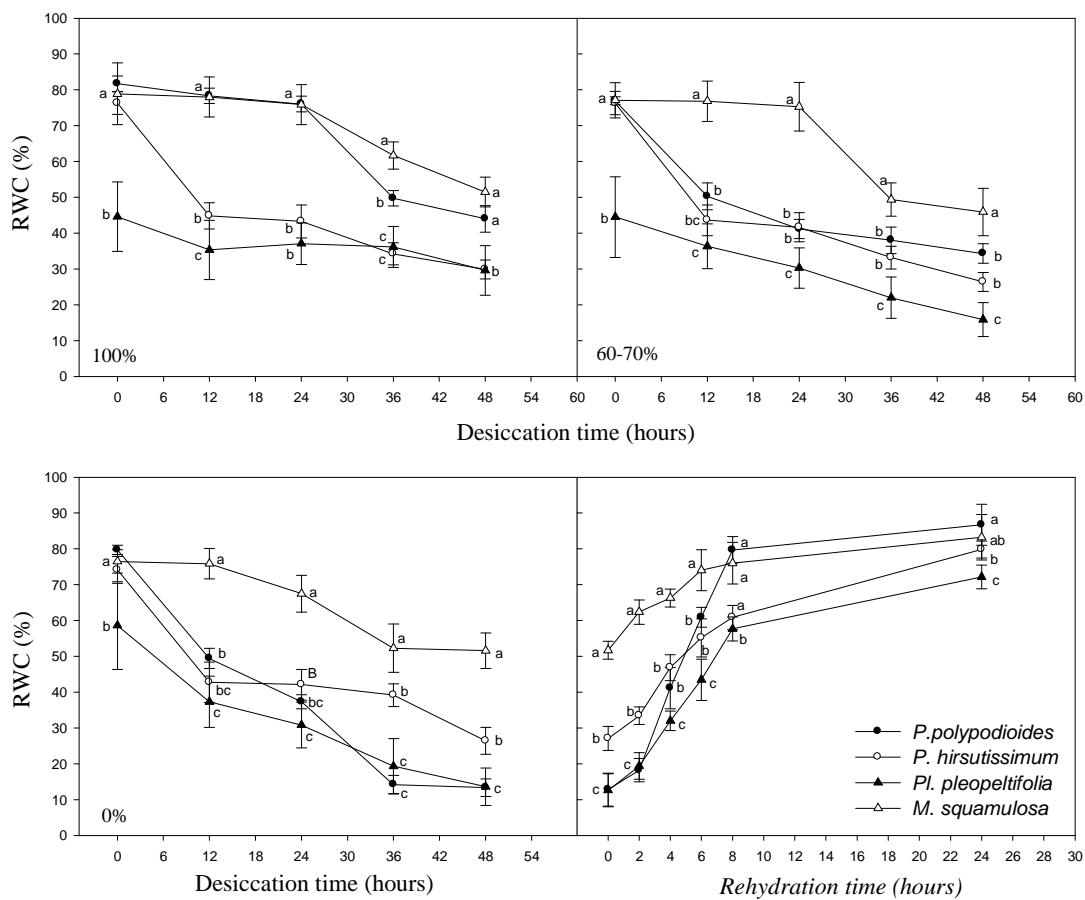 100
90
80
70
60
50
40
30
20
10
0
RWC (%)
a
a
a
a
a
b
a
b
b
c
b
b
c
c
b
100%
0 6 12 18 24 30 36 42 48 54 60
a
a
a
a
a
b
b
bc
c
b
b
c
b
b
c
b
b
c
60-70%
0 6 12 18 24 30 36 42 48 54 60
Desiccation time (hours)
100
90
80
70
60
50
40
30
20
10
0
RWC (%)
a
a
a
a
a
b
b
bc
c
B
bc
c
b
c
c
b
c
0%
0 6 12 18 24 30 36 42 48 54
Desiccation time (hours)
a
a
a
a
a
a
a
a
ab
b
c
b
b
b
b
b
b
b
c
c
c
c
b
P.polypodioides
P. hirsutissimum
Pl. pleopeltifolia
M. squamulosa
0 2 4 6 8 10 12 14 16 18 20 22 24 26 28 30
Rehydration time (hours)